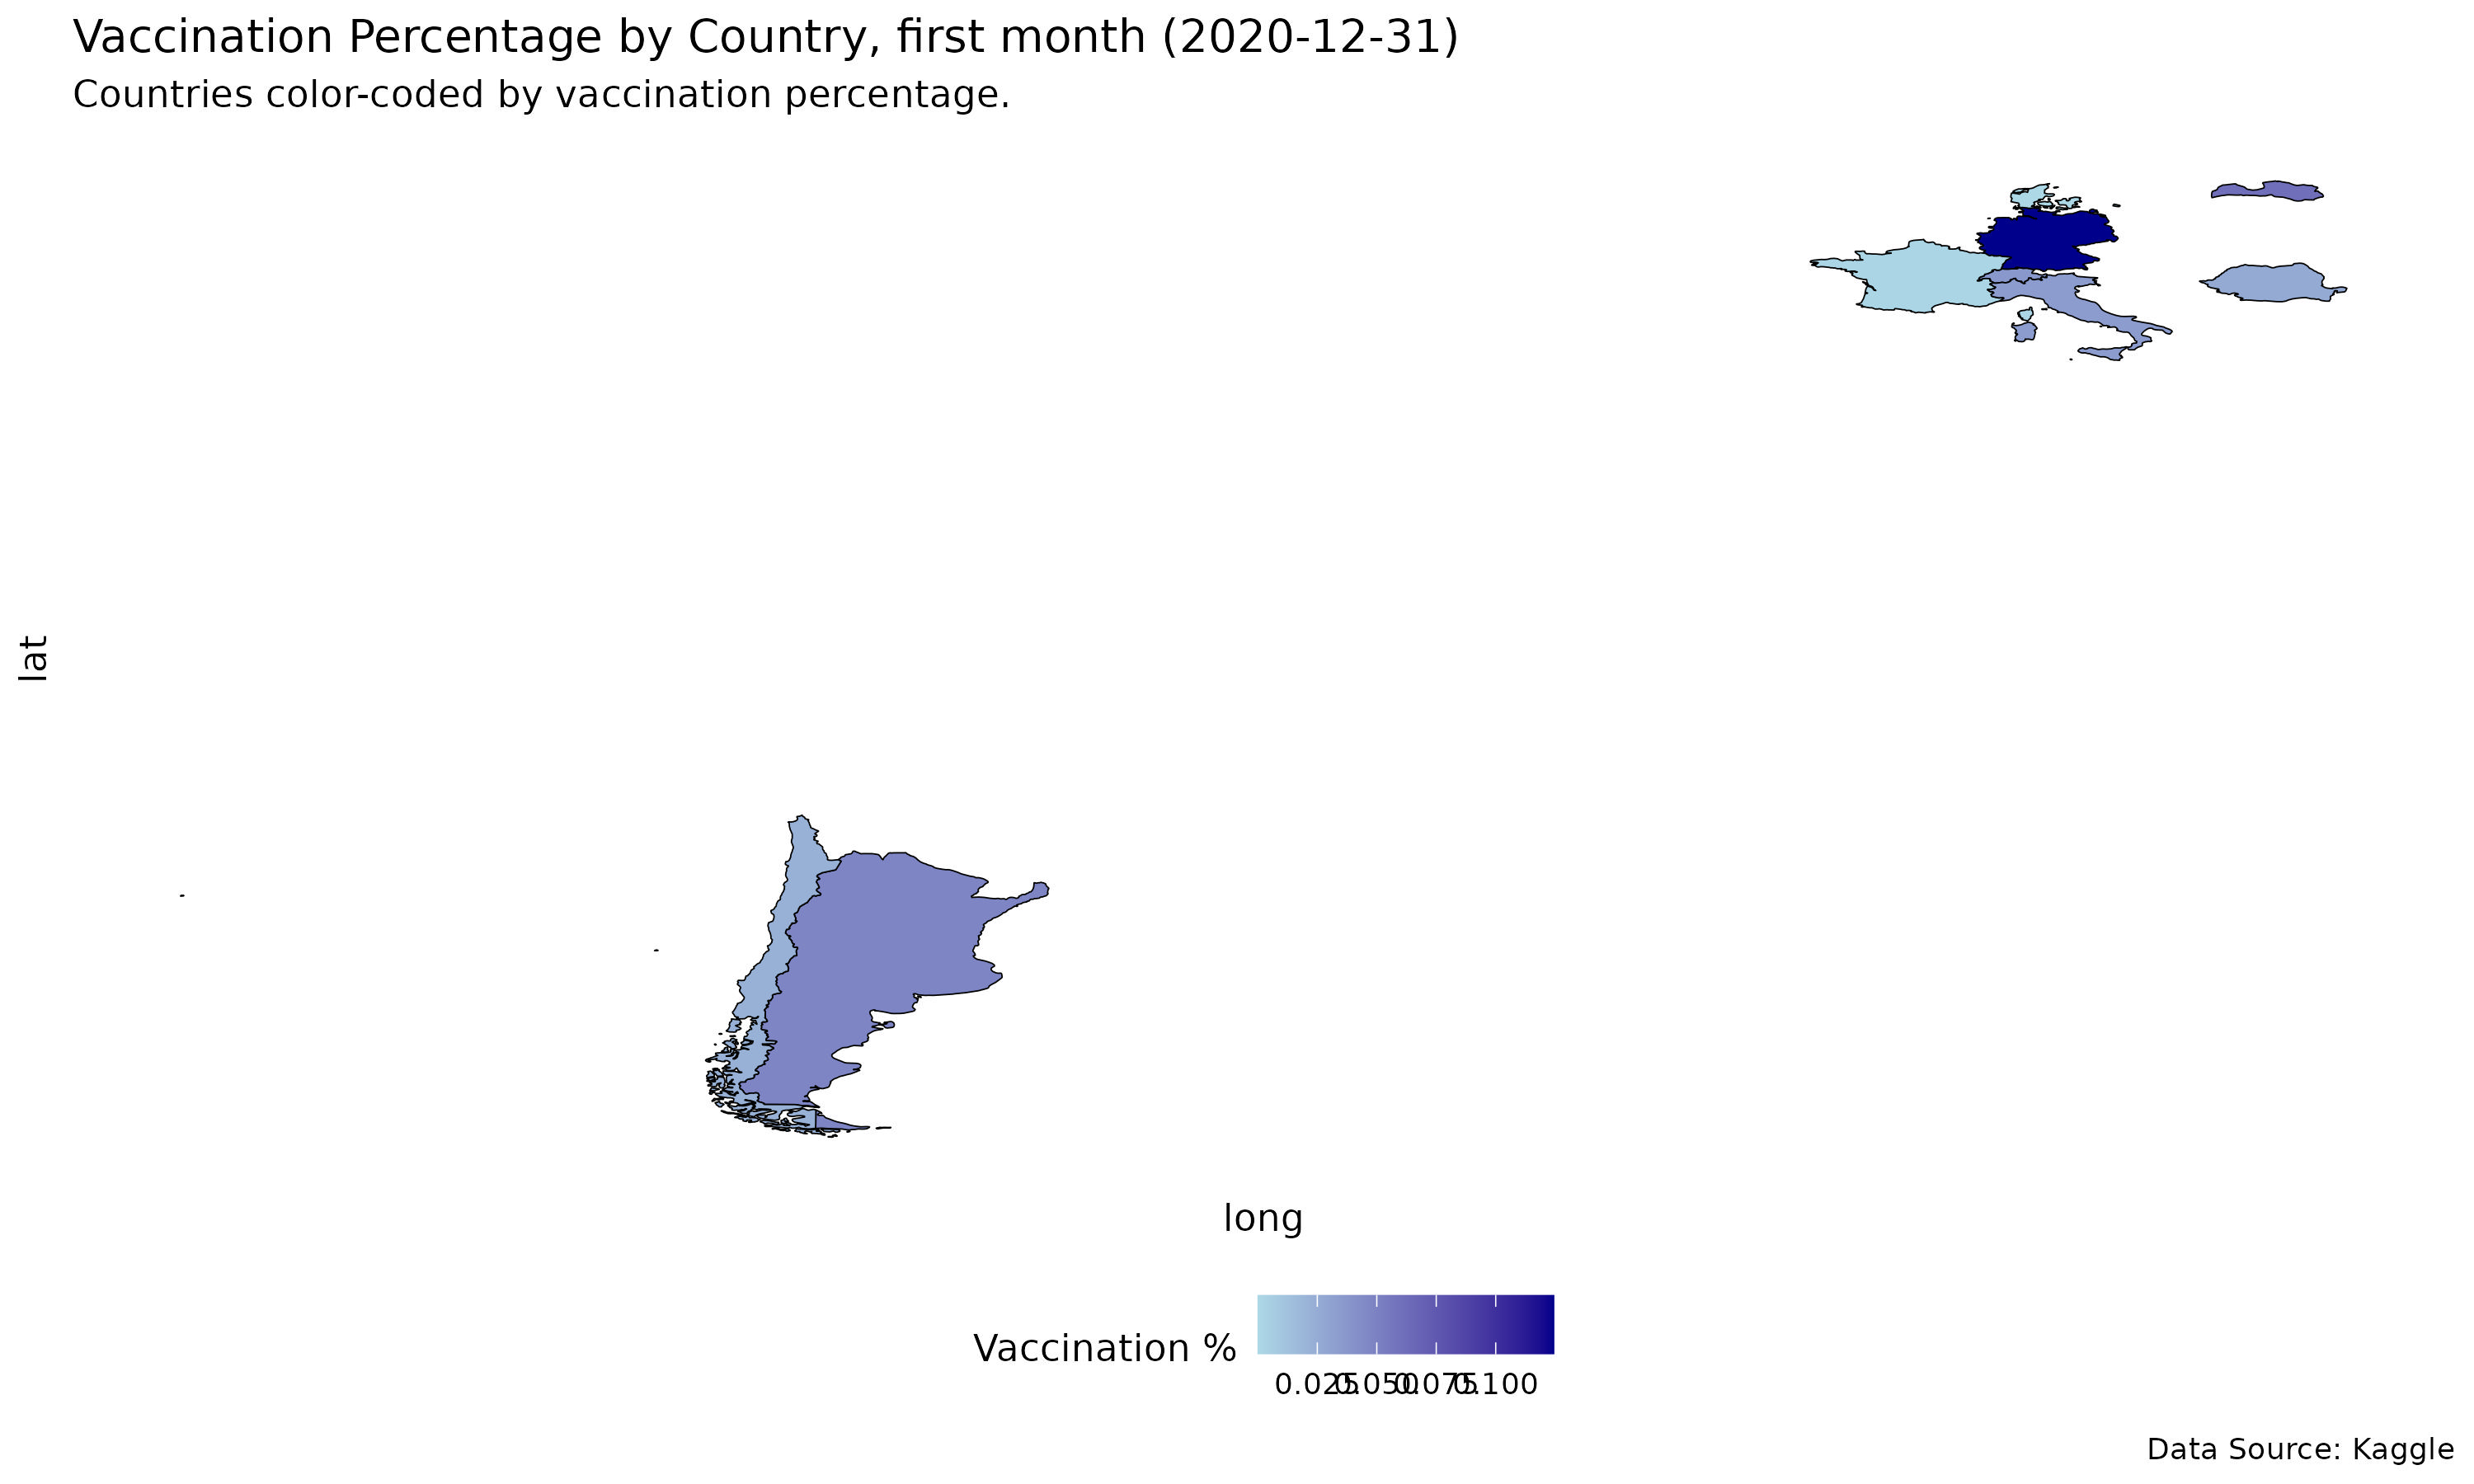 Vaccination Percentage by Country, first month (2020-12-31)
Countries color-coded by vaccination percentage.
lat
long
Vaccination %
0.025 0.050 0.075 0.100
Data Source: Kaggle